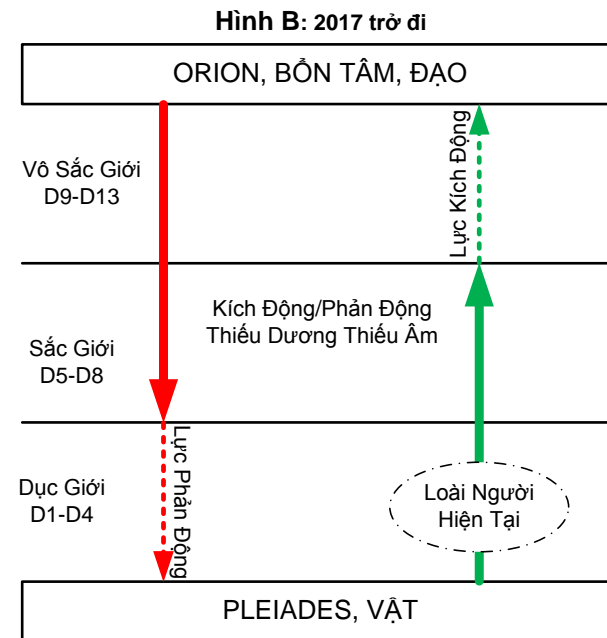 Hình B: 2017 trở đi
ORION, BỔN TÂM, ĐẠO
Vô Sắc Giới
D9-D13
Lực Kích Động
Kích Động/Phản Động
Thiếu Dương Thiếu Âm
Sắc Giới
D5-D8
Lực Phản Động
Dục Giới
D1-D4
Loài Người
Hiện Tại
PLEIADES, VẬT